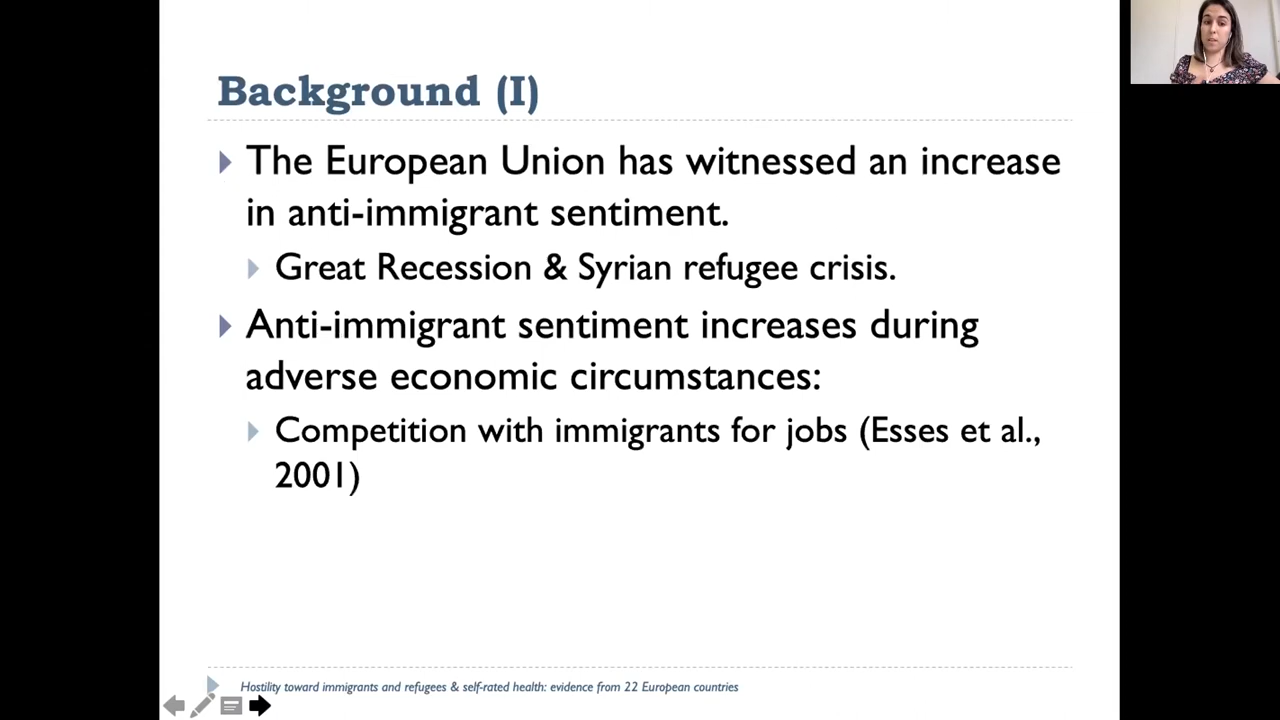 Background (I)
The European Union has witnessed an increase
in anti-immigrant sentiment.
Great Recession & Syrian refugee crisis.
Anti-immigrant sentiment increases during
adverse economic circumstances:
Competition with immigrants for jobs (Esses et al.,
2001)
Hostility toward immigrants and refugees & self-rated health: evidence from 22 European countries